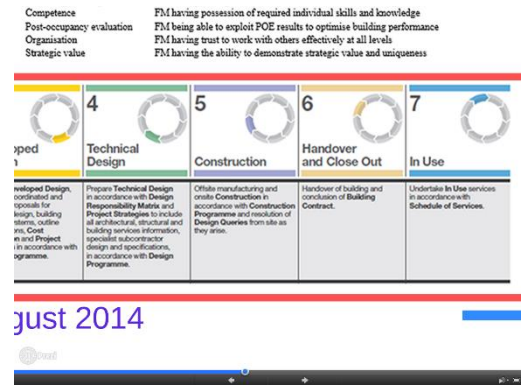 Competence FM having possession of required individual skills and knowledge
Post-occupancy evaluation FM being able to exploit POE results to optimise building performance
Organisation FM having trust to work with others effectively at all levels
Strategic value FM having the ability to demonstrate strategic value and uniqueness
oped
n
veloped Design,
oordinated and
oposals for
esign, building
stems, outline
ons, Cost
on and Project
in accordance with
ogramme.
4
Technical
Design
Prepare Technical Design
in accordance with Design
Responsibility Matrix and
Project Strategies to include
all architectural, structural and
building services information,
specialist subcontractor
design and specifications,
in accordance with Design
Programme.
5
Construction
Offsite manufacturing and
onsite Construction in
accordance with Construction
Programme and resolution of
Design Queries from site as
they arise.
6
Handover
and Close Out
Handover of building and
conclusion of Building
Contract.
7
In Use
Undertake In Use services
in accordance with
Schedule of Services.
gust 2014
Prezi